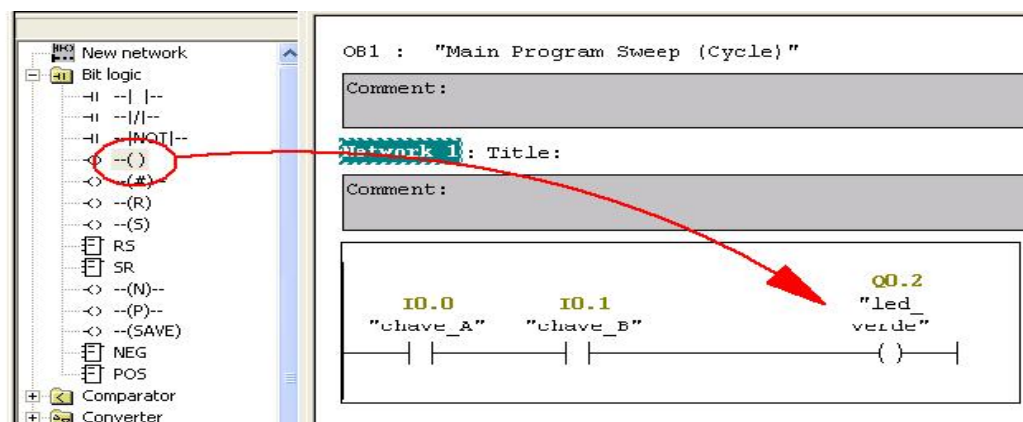 New network
Bit logic
--| |--
--|/|--
--|NOT|--
--( )
--(#)--
--(R)
--(S)
RS
SR
--(N)--
--(P)--
--(SAVE)
NEG
POS
Comparator
Converter
OB1 : "Main Program Sweep (Cycle)"
Comment:
Network 1: Title:
Comment:
I0.0
"chave_A"
I0.1
"chave_B"
Q0.2
"led_
verde"
( )